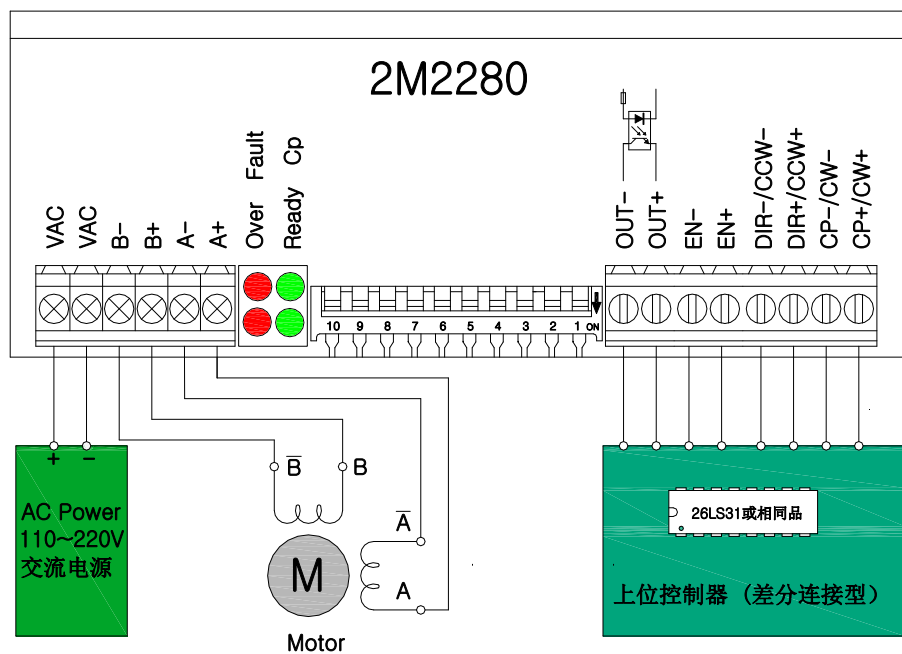 2M2280
VAC
VAC
B-
B+
A-
A+
Over Fault
Ready Cp
OUT-
OUT+
EN-
EN+
DIR-/CCW-
DIR+/CCW+
CP-/CW-
CP+/CW+
10 9 8 7 6 5 4 3 2 1 ON
+ -
AC Power
110~220V
交流电源
B̅ B
A̅
A
M
Motor
26LS31或相同品
上位控制器 (差分连接型)